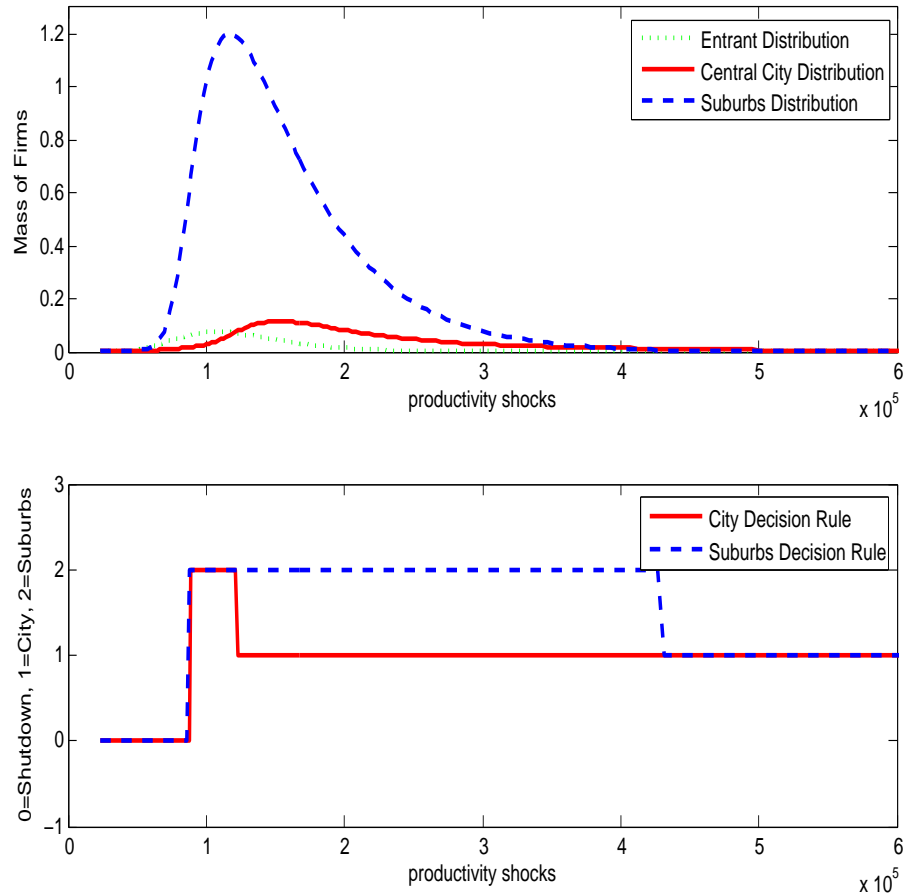 1.2
1
0.8
0.6
0.4
0.2
0
Mass of Firms
Entrant Distribution
Central City Distribution
Suburbs Distribution
0 1 2 3 4 5 6
productivity shocks
x 10^5
3
2
1
0
−1
0=Shutdown, 1=City, 2=Suburbs
City Decision Rule
Suburbs Decision Rule
0 1 2 3 4 5 6
productivity shocks
x 10^5